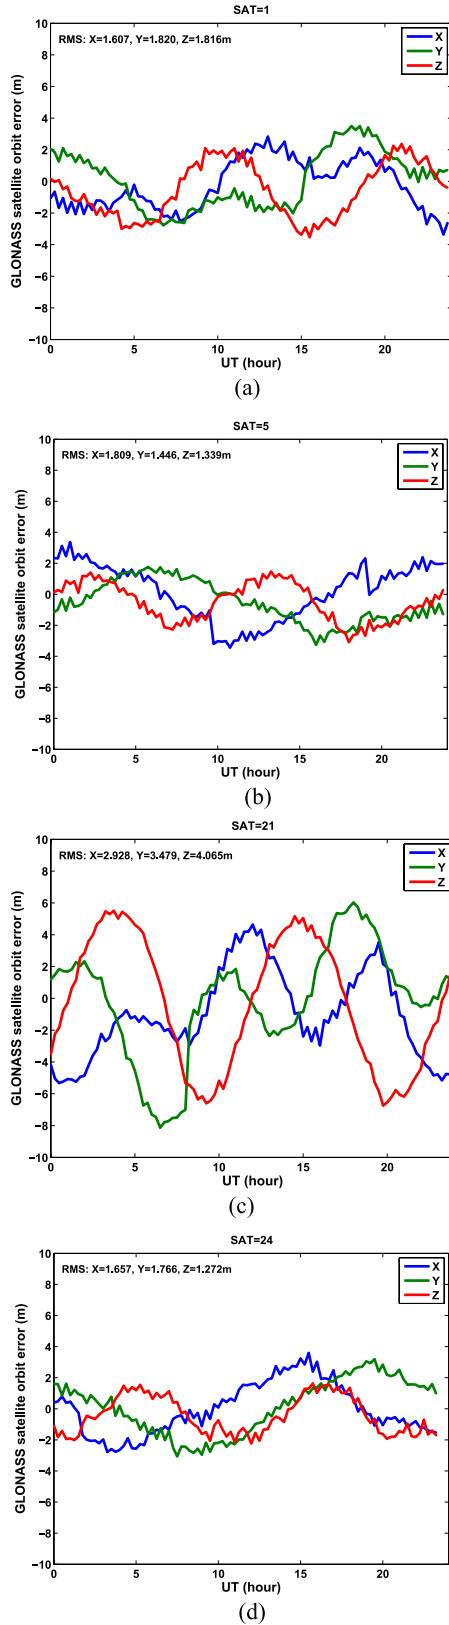 SAT=1
RMS: X=1.607, Y=1.820, Z=1.816m
X
Y
Z
GLONASS satellite orbit error (m)
10
8
6
4
2
0
−2
−4
−6
−8
−10
0 5 10 15 20
UT (hour)
(a)
SAT=5
RMS: X=1.809, Y=1.446, Z=1.339m
X
Y
Z
GLONASS satellite orbit error (m)
10
8
6
4
2
0
−2
−4
−6
−8
−10
0 5 10 15 20
UT (hour)
(b)
SAT=21
RMS: X=2.928, Y=3.479, Z=4.065m
X
Y
Z
GLONASS satellite orbit error (m)
10
8
6
4
2
0
−2
−4
−6
−8
−10
0 5 10 15 20
UT (hour)
(c)
SAT=24
RMS: X=1.657, Y=1.766, Z=1.272m
X
Y
Z
GLONASS satellite orbit error (m)
10
8
6
4
2
0
−2
−4
−6
−8
−10
0 5 10 15 20
UT (hour)
(d)